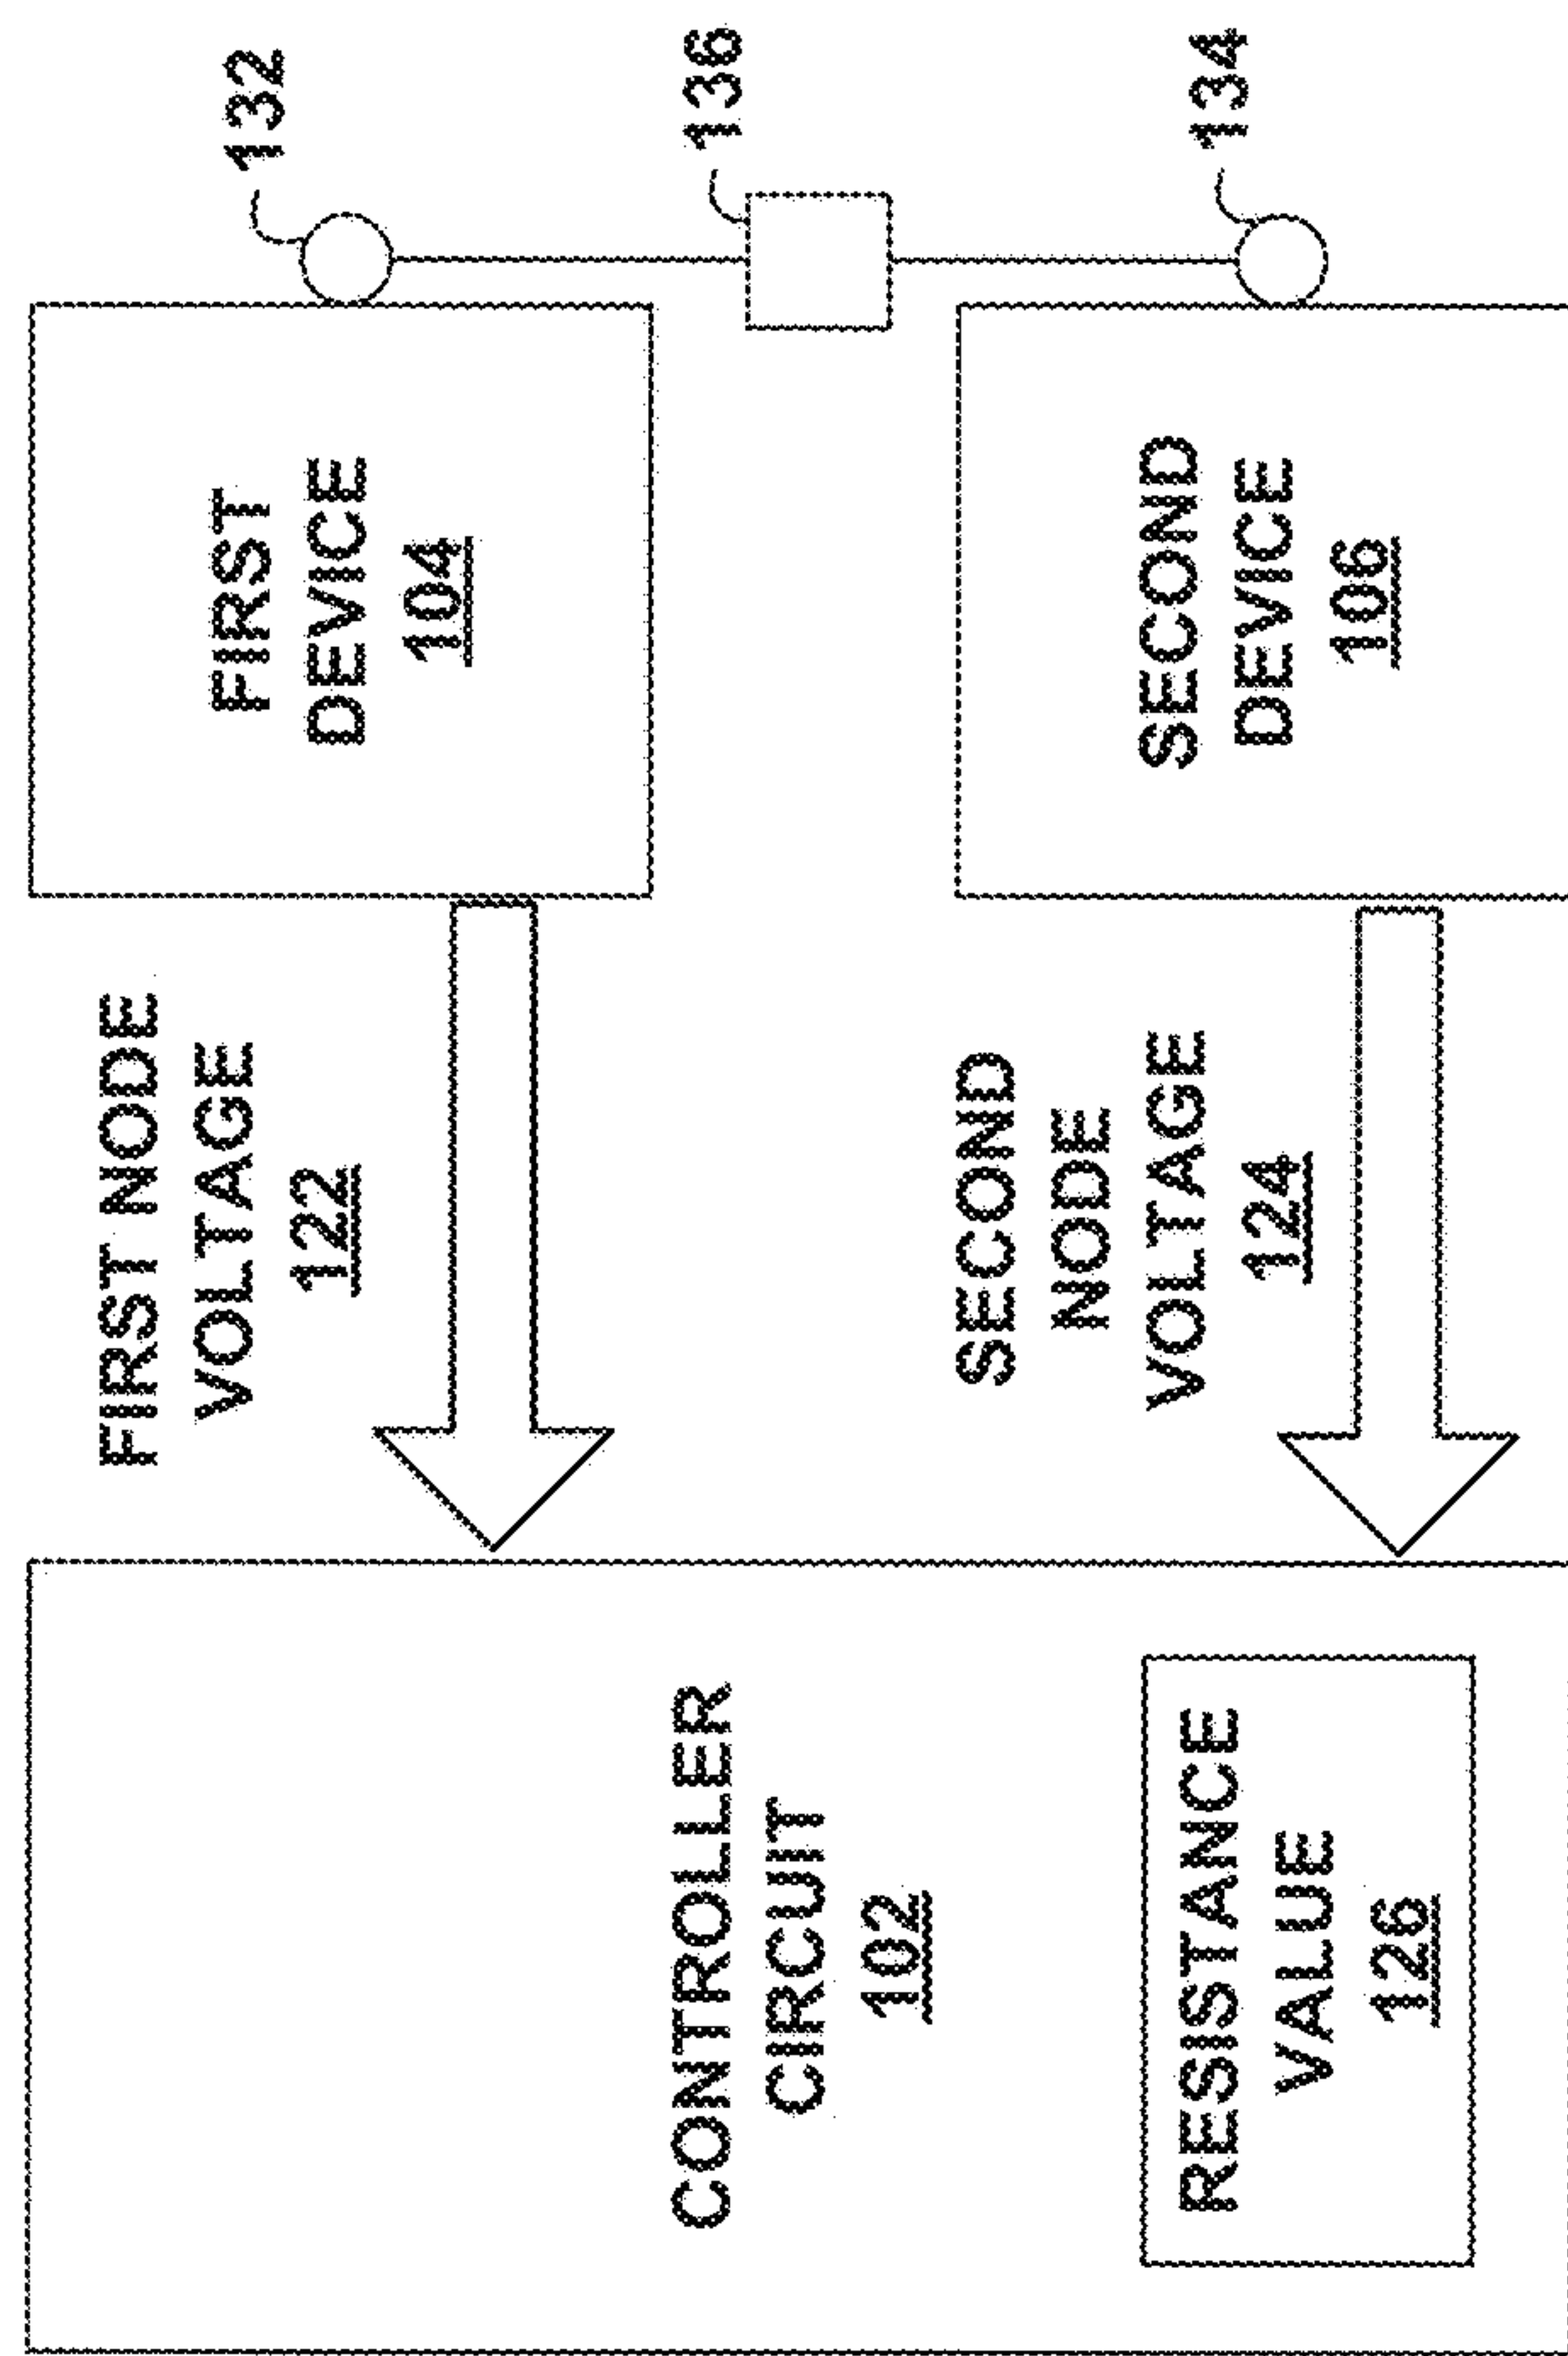 CONTROLLER
CIRCUIT
102
RESISTANCE
VALUE
126
FIRST NODE
VOLTAGE
122
SECOND
NODE
VOLTAGE
124
FIRST
DEVICE
104
SECOND
DEVICE
106
132
136
134